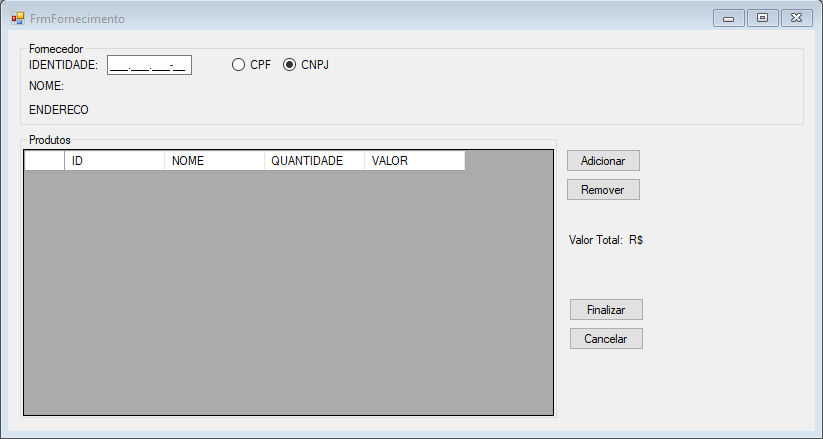 FrmFornecimento
Fornecedor
IDENTIDADE: ___.___.___-__ CPF CNPJ
NOME:
ENDERECO
Produtos
ID NOME QUANTIDADE VALOR
Adicionar
Remover
Valor Total: R$
Finalizar
Cancelar